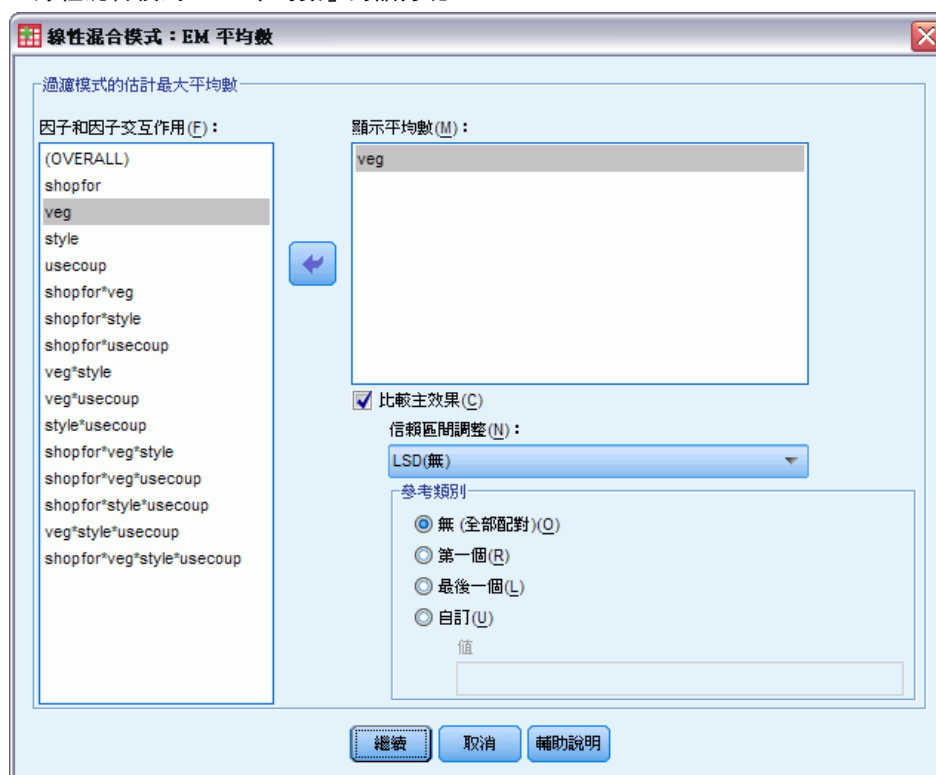 線性混合模式：EM 平均數
過濾模式的估計最大平均數
因子和因子交互作用(F)：
(OVERALL)
shopfor
veg
style
usecoup
shopfor*veg
shopfor*style
shopfor*usecoup
veg*style
veg*usecoup
style*usecoup
shopfor*veg*style
shopfor*veg*usecoup
shopfor*style*usecoup
veg*style*usecoup
shopfor*veg*style*usecoup
顯示平均數(M)：
veg
比較主效果(C)
信賴區間調整(N)：
LSD(無)
參考類別
無 (全部配對)(O)
第一個(R)
最後一個(L)
自訂(U)
值
繼續
取消
輔助說明